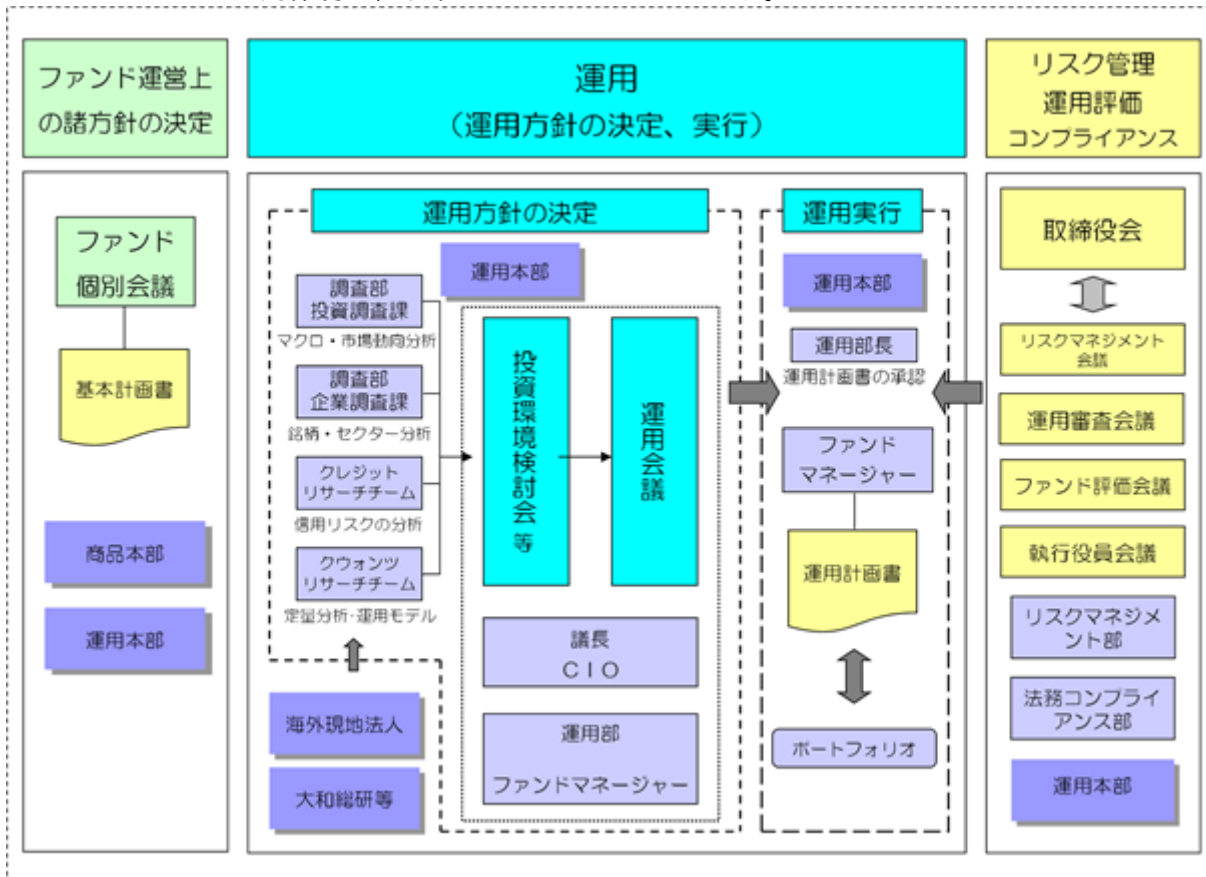 ファンド運営上
の諸方針の決定
運用
（運用方針の決定、実行）
リスク管理
運用評価
コンプライアンス
ファンド
個別会議
基本計画書
商品本部
運用本部
運用方針の決定
運用本部
調査部
投資調査課
マクロ・市場動向分析
調査部
企業調査課
銘柄・セクター分析
クレジット
リサーチチーム
信用リスクの分析
クウォンツ
リサーチチーム
定量分析・運用モデル
海外現地法人
大和総研等
投資環境検討会等
運用会議
議長
ＣＩＯ
運用部
ファンドマネージャー
運用実行
運用本部
運用部長
運用計画書の承認
ファンド
マネージャー
運用計画書
ポートフォリオ
取締役会
リスクマネジメント
会議
運用審査会議
ファンド評価会議
執行役員会議
リスクマネジメ
ント部
法務コンプライ
アンス部
運用本部